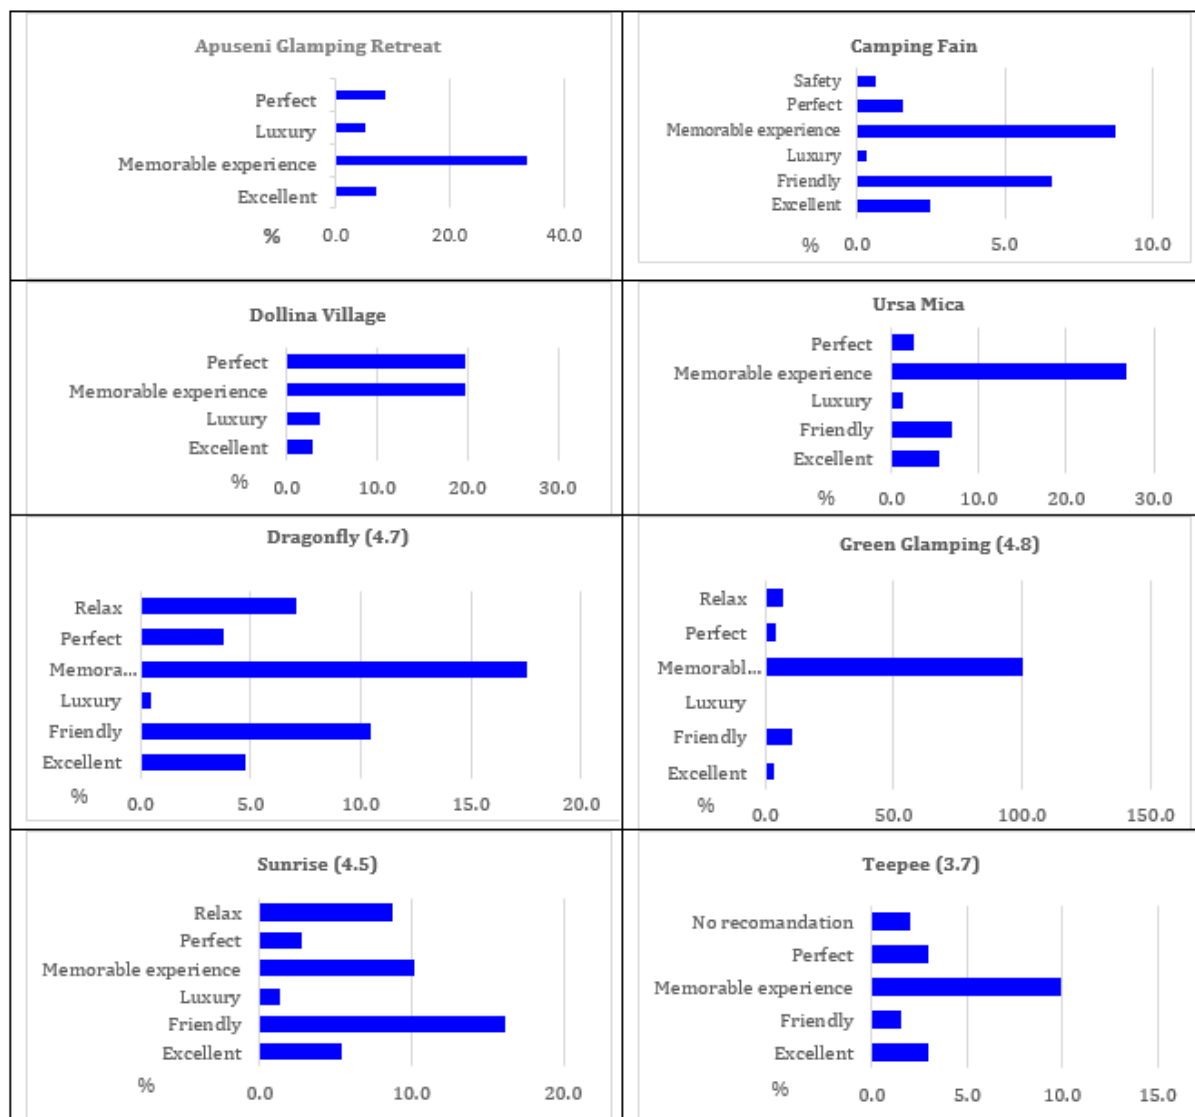 Apuseni Glamping Retreat
Perfect
Luxury
Memorable experience
Excellent
% 0.0 20.0 40.0
Camping Fain
Safety
Perfect
Memorable experience
Luxury
Friendly
Excellent
% 0.0 5.0 10.0
Dollina Village
Perfect
Memorable experience
Luxury
Excellent
% 0.0 10.0 20.0 30.0
Ursa Mica
Perfect
Memorable experience
Luxury
Friendly
Excellent
% 0.0 10.0 20.0 30.0
Dragonfly (4.7)
Relax
Perfect
Memora...
Luxury
Friendly
Excellent
% 0.0 5.0 10.0 15.0 20.0
Green Glamping (4.8)
Relax
Perfect
Memorabl...
Luxury
Friendly
Excellent
% 0.0 50.0 100.0 150.0
Sunrise (4.5)
Relax
Perfect
Memorable experience
Luxury
Friendly
Excellent
% 0.0 10.0 20.0
Teepee (3.7)
No recomandation
Perfect
Memorable experience
Friendly
Excellent
% 0.0 5.0 10.0 15.0